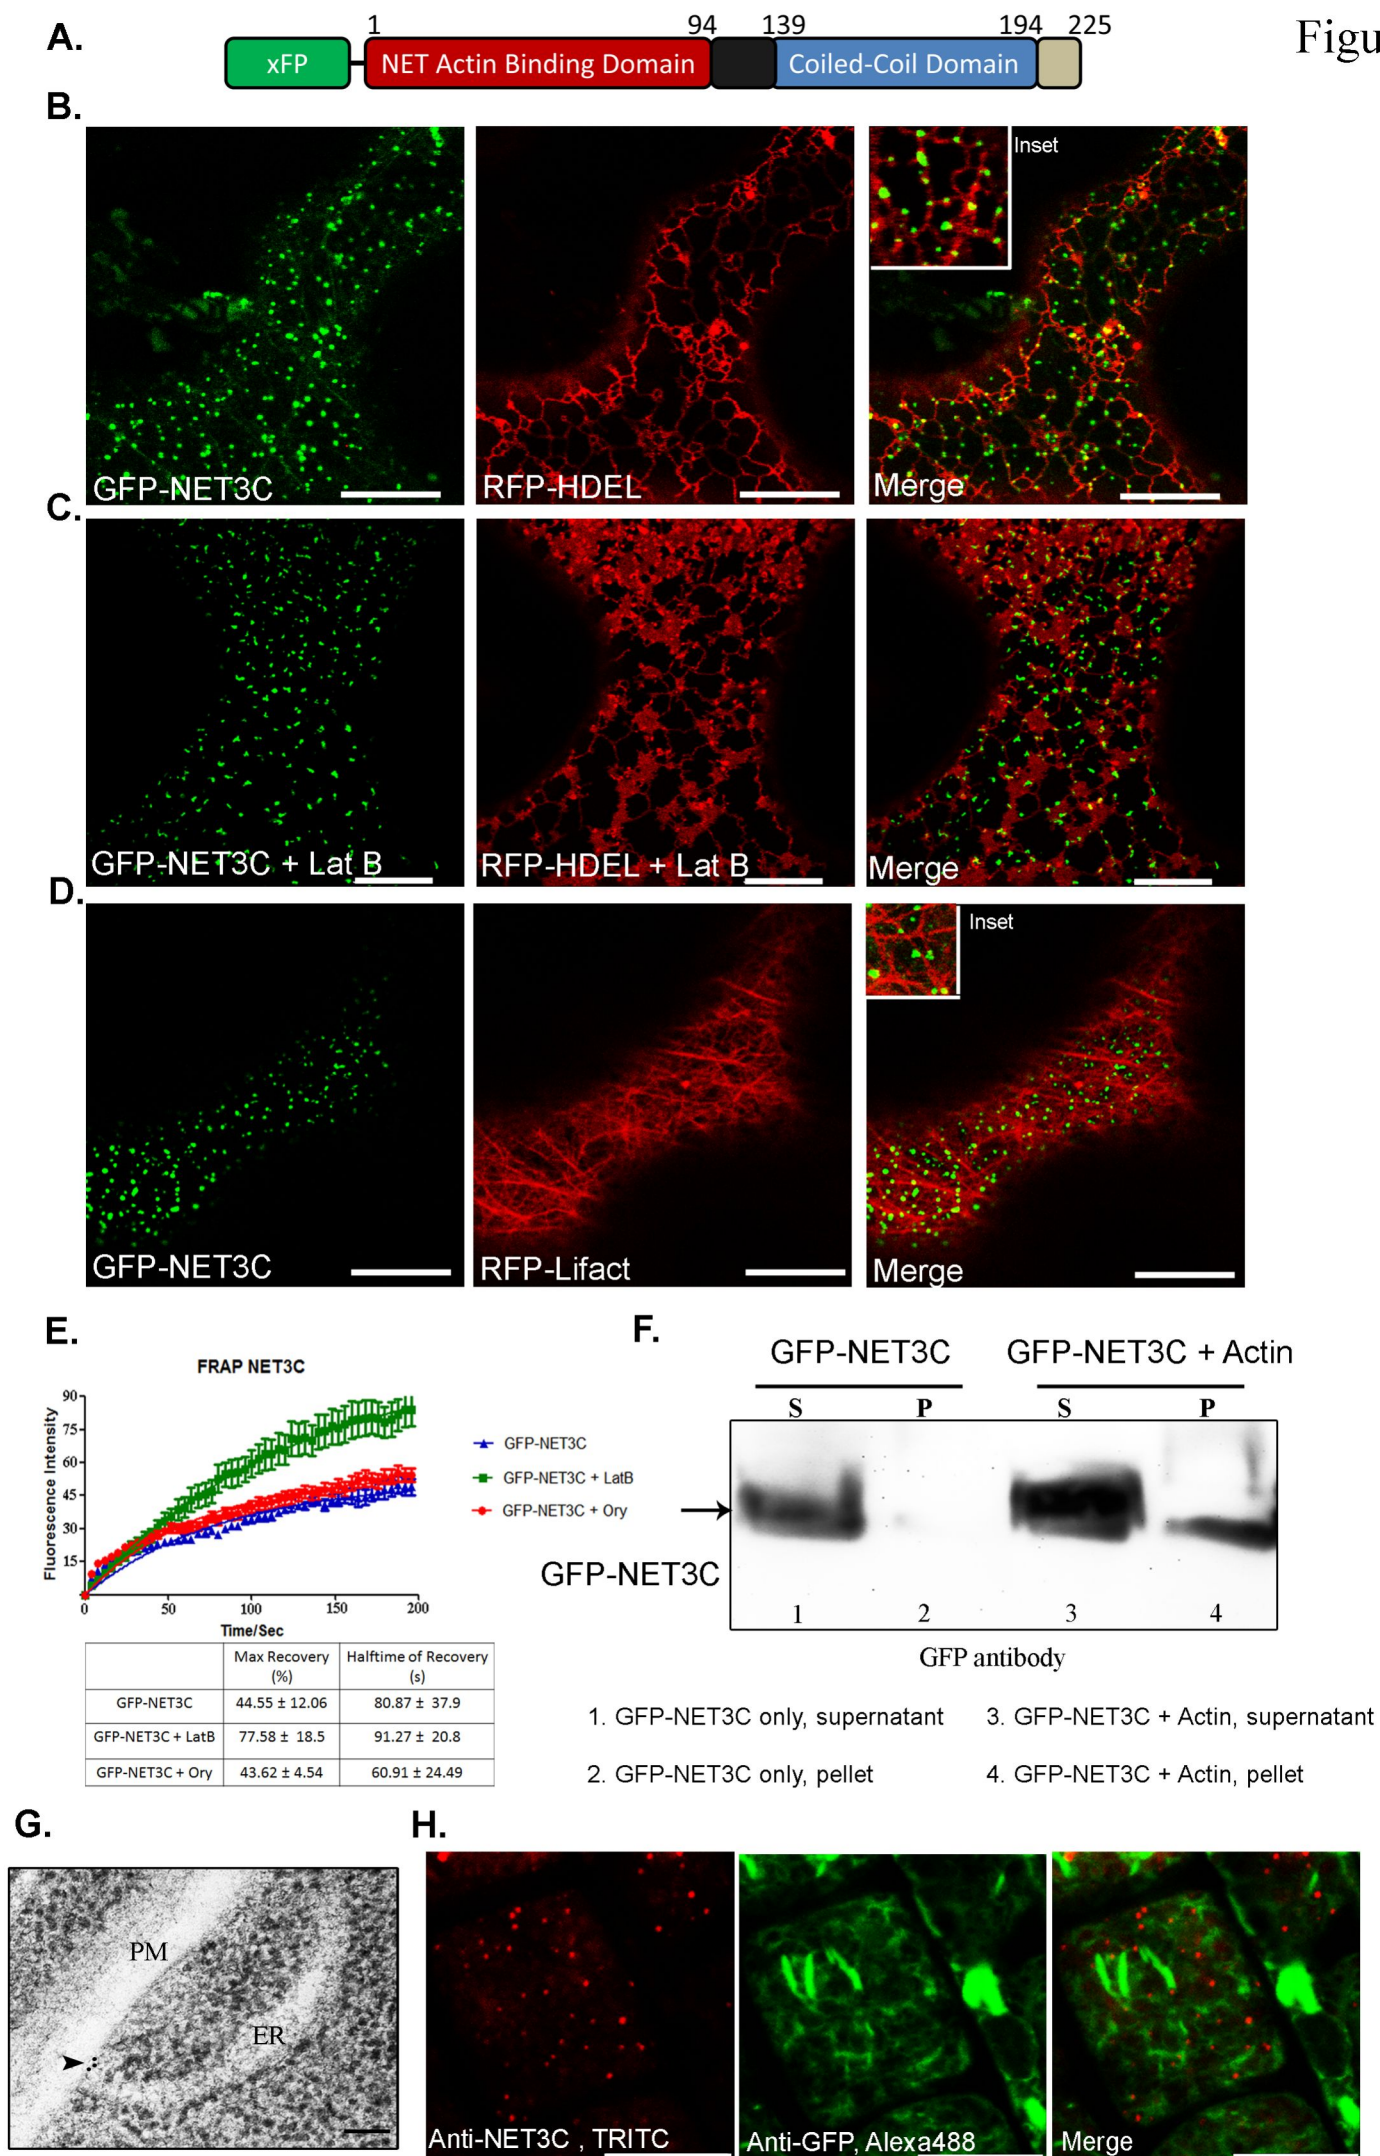 A.
1 94 139 194 225
Figu
xFP NET Actin Binding Domain Coiled-Coil Domain
B.
Inset
GFP-NET3C RFP-HDEL Merge
C.
GFP-NET3C + Lat B RFP-HDEL + Lat B Merge
D.
Inset
GFP-NET3C RFP-Lifact Merge
E.
FRAP NET3C
Fluorescence Intensity
90
75
60
45
30
15
0 50 100 150 200
Time/Sec
GFP-NET3C
GFP-NET3C + LatB
GFP-NET3C + Ory
Max Recovery (%) Halftime of Recovery (s)
GFP-NET3C 44.55 ± 12.06 80.87 ± 37.9
GFP-NET3C + LatB 77.58 ± 18.5 91.27 ± 20.8
GFP-NET3C + Ory 43.62 ± 4.54 60.91 ± 24.49
F.
GFP-NET3C GFP-NET3C + Actin
S P S P
GFP-NET3C
1 2 3 4
GFP antibody
1. GFP-NET3C only, supernatant 3. GFP-NET3C + Actin, supernatant
2. GFP-NET3C only, pellet 4. GFP-NET3C + Actin, pellet
G.
PM
ER
H.
Anti-NET3C , TRITC Anti-GFP, Alexa488 Merge